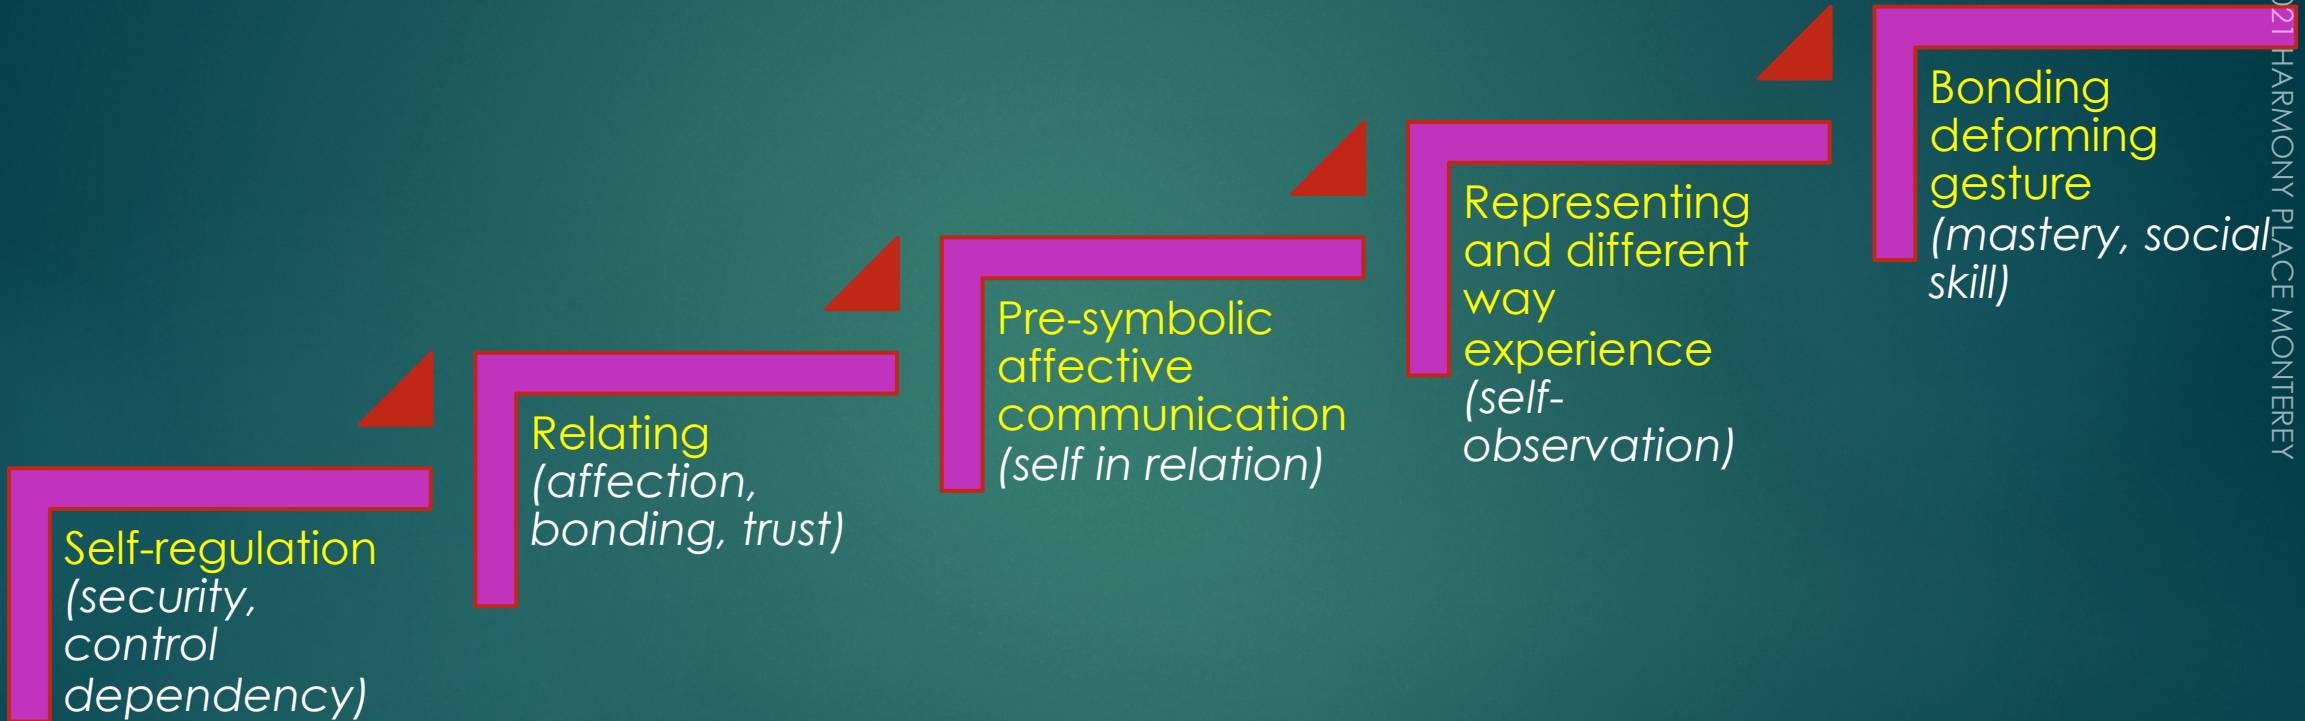 Self-regulation
(security,
control
dependency)
Relating
(affection,
bonding, trust)
Pre-symbolic
affective
communication
(self in relation)
Representing
and different
way
experience
(self-
observation)
Bonding
deforming
gesture
(mastery, social
skill)
HARMONY PLACE MONTEREY